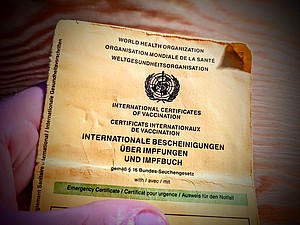 WORLD HEALTH ORGANIZATION
ORGANISATION MONDIALE DE LA SANTÉ
WELTGESUNDHEITSORGANISATION
INTERNATIONAL CERTIFICATES
OF VACCINATION
CERTIFICATS INTERNATIONAUX
DE VACCINATION
INTERNATIONALE BESCHEINIGUNGEN
ÜBER IMPFUNGEN
UND IMPFBUCH
gemäß § 16 Bundes-Seuchengesetz
with / avec / mit
Emergency Certificate / Certificat pour urgence / Ausweis für den Notfall